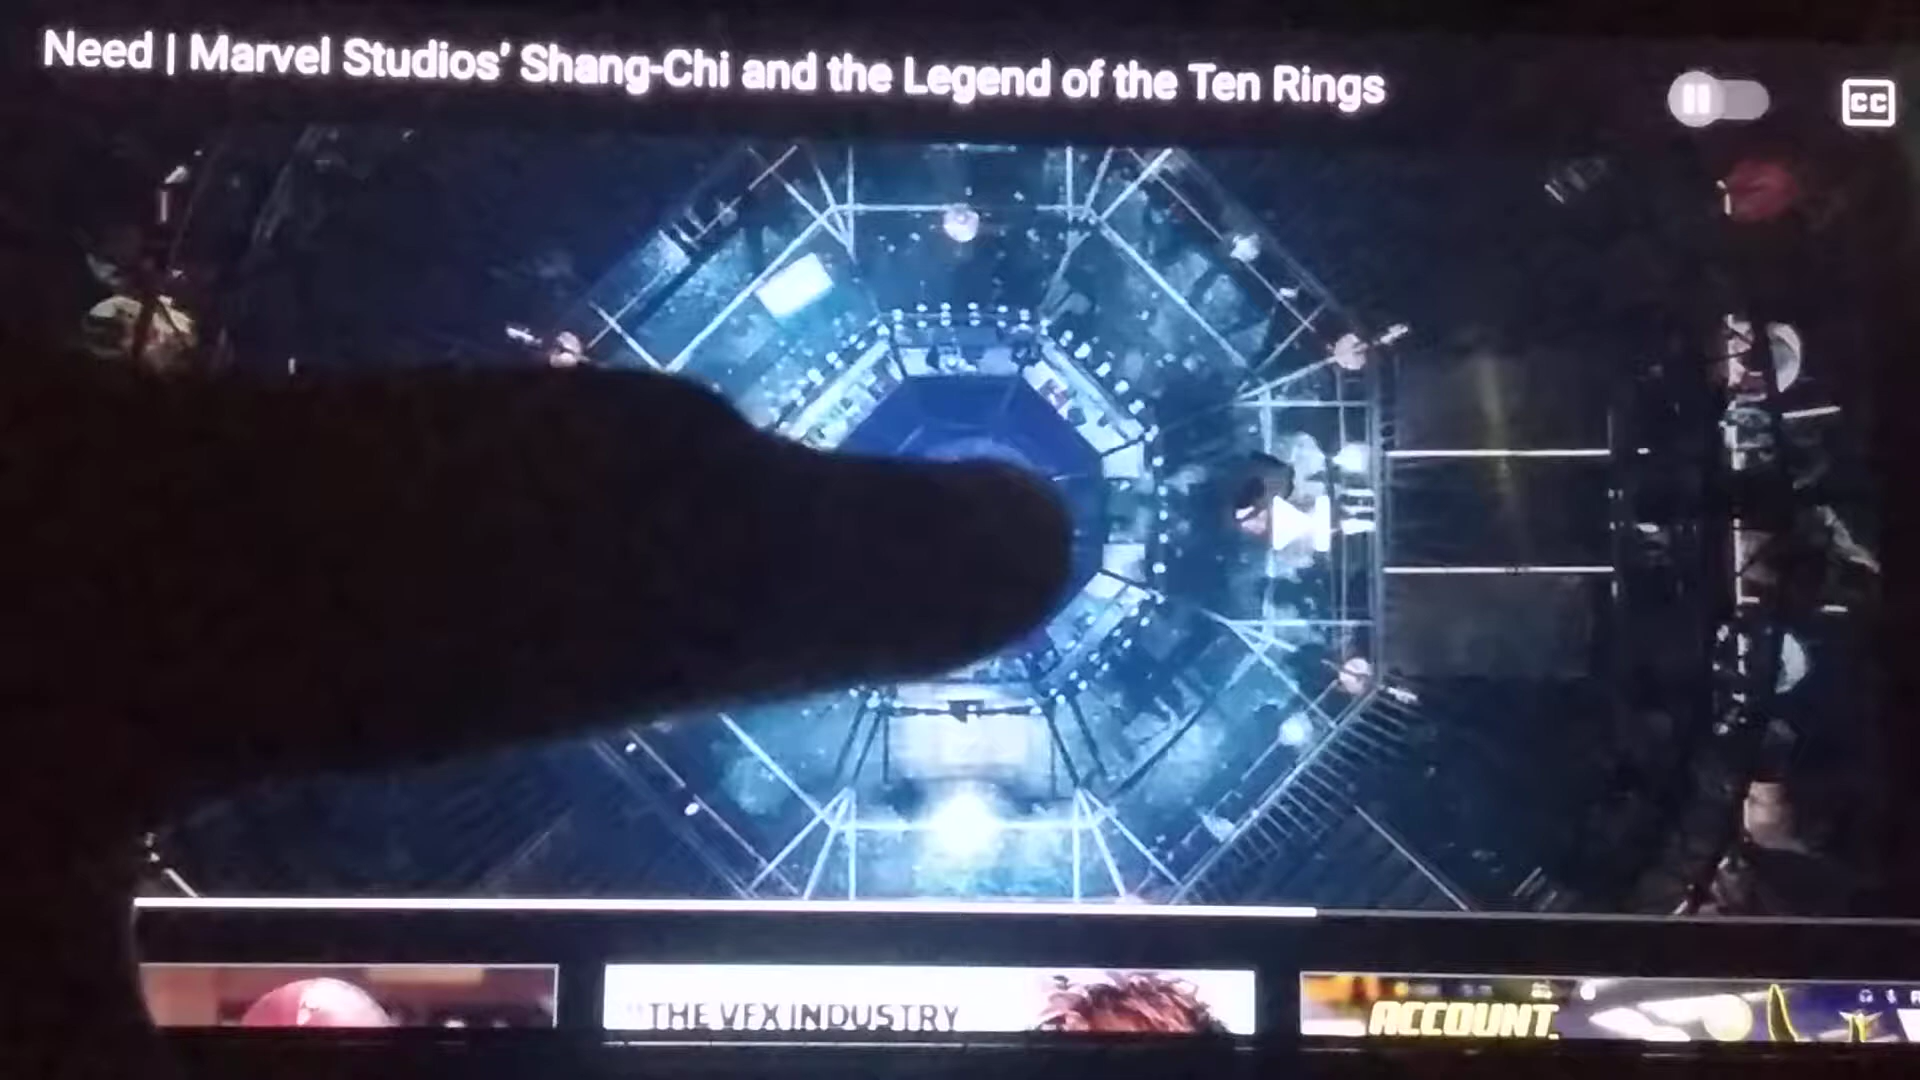 Need | Marvel Studios' Shang-Chi and the Legend of the Ten Rings
CC
"THE VFX INDUSTRY
ACCOUNT.